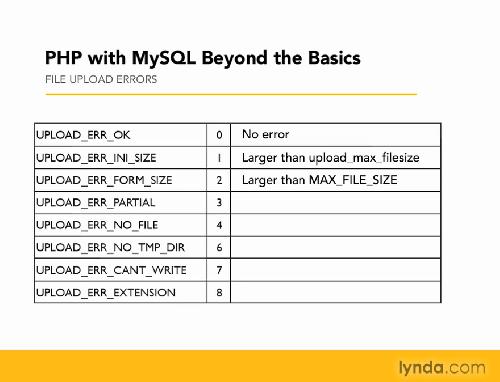 PHP with MySQL Beyond the Basics
FILE UPLOAD ERRORS
UPLOAD_ERR_OK 0 No error
UPLOAD_ERR_INI_SIZE 1 Larger than upload_max_filesize
UPLOAD_ERR_FORM_SIZE 2 Larger than MAX_FILE_SIZE
UPLOAD_ERR_PARTIAL 3
UPLOAD_ERR_NO_FILE 4
UPLOAD_ERR_NO_TMP_DIR 6
UPLOAD_ERR_CANT_WRITE 7
UPLOAD_ERR_EXTENSION 8
lynda.com